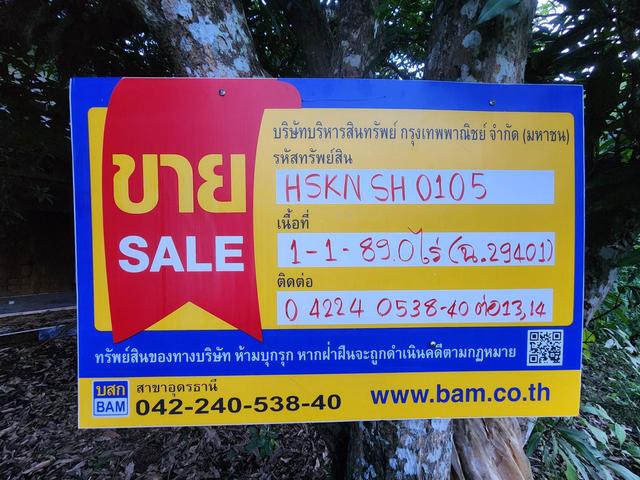 ขาย
SALE
บริษัทบริหารสินทรัพย์ กรุงเทพพาณิชย์ จำกัด (มหาชน)
รหัสทรัพย์สิน
HSKN SH 0105
เนื้อที่
1-1-89.0 ไร่ (ฉ.29401)
ติดต่อ
0 4224 0538-40 ต่อ 13,14
ทรัพย์สินของทางบริษัท ห้ามบุกรุก หากฝ่าฝืนจะถูกดำเนินคดีตามกฎหมาย
บสก
BAM
สาขาอุดรธานี
042-240-538-40
www.bam.co.th